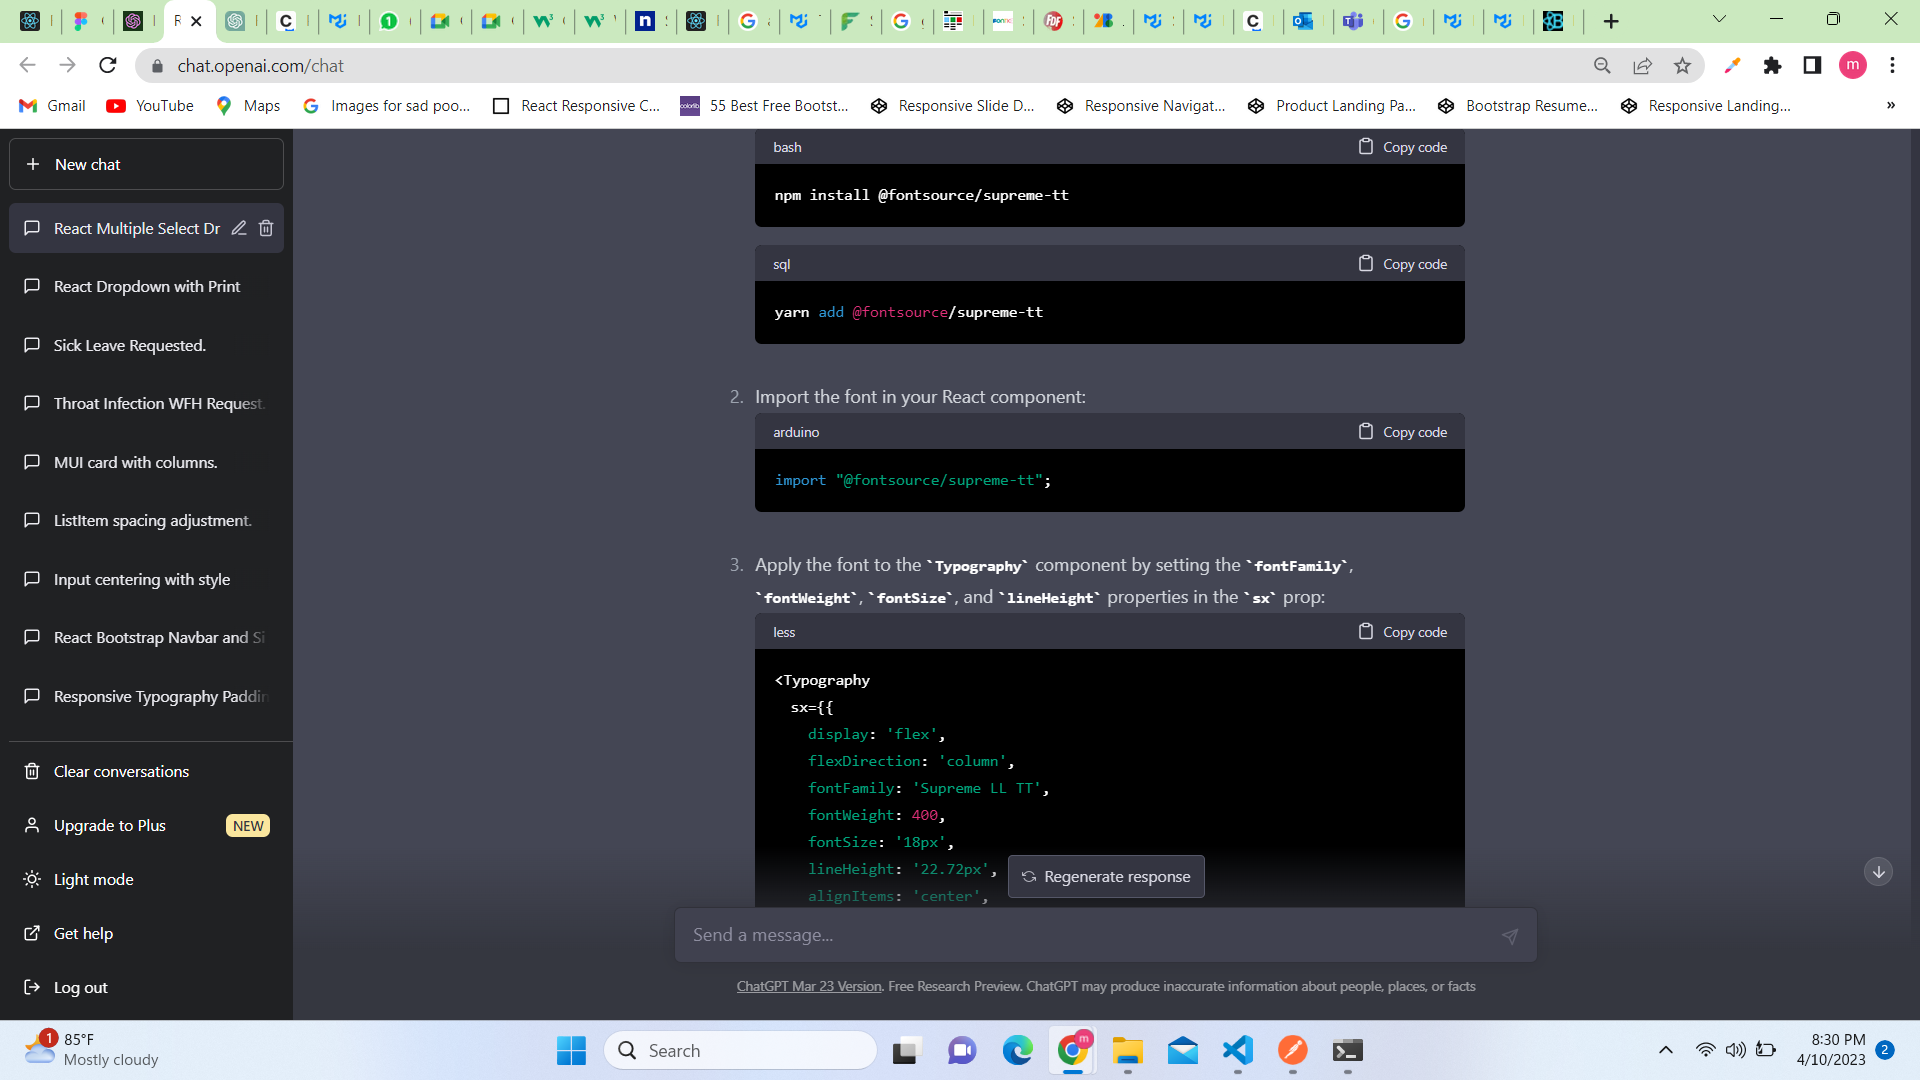 chat.openai.com/chat
m
Gmail
YouTube
Maps
Images for sad poo...
React Responsive C...
55 Best Free Bootst...
Responsive Slide D...
Responsive Navigat...
Product Landing Pa...
Bootstrap Resume...
Responsive Landing...
»
New chat
React Multiple Select Dr
React Dropdown with Print
Sick Leave Requested.
Throat Infection WFH Request.
MUI card with columns.
ListItem spacing adjustment.
Input centering with style
React Bootstrap Navbar and Si
Responsive Typography Paddin
Clear conversations
Upgrade to Plus NEW
Light mode
Get help
Log out
bash Copy code
npm install @fontsource/supreme-tt
sql Copy code
yarn add @fontsource/supreme-tt
2. Import the font in your React component:
arduino Copy code
import "@fontsource/supreme-tt";
3. Apply the font to the `Typography` component by setting the `fontFamily`,
`fontWeight`, `fontSize`, and `lineHeight` properties in the `sx` prop:
less Copy code
<Typography
sx={{
display: 'flex',
flexDirection: 'column',
fontFamily: 'Supreme LL TT',
fontWeight: 400,
fontSize: '18px',
lineHeight: '22.72px',
alignItems: 'center',
Regenerate response
Send a message...
ChatGPT Mar 23 Version. Free Research Preview. ChatGPT may produce inaccurate information about people, places, or facts
1
85°F
Mostly cloudy
Search
m
8:30 PM
4/10/2023
2